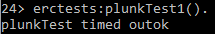 24> erctests:plunkTest1().
plunkTest timed outok